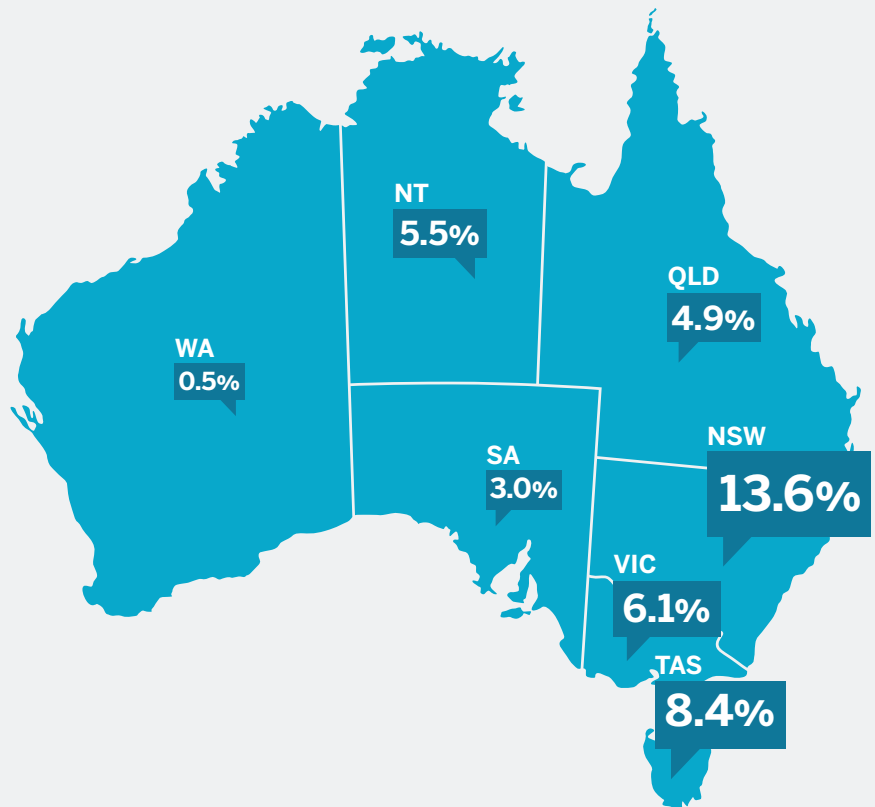 NT
5.5%
QLD
4.9%
WA
0.5%
NSW
13.6%
SA
3.0%
VIC
6.1%
TAS
8.4%